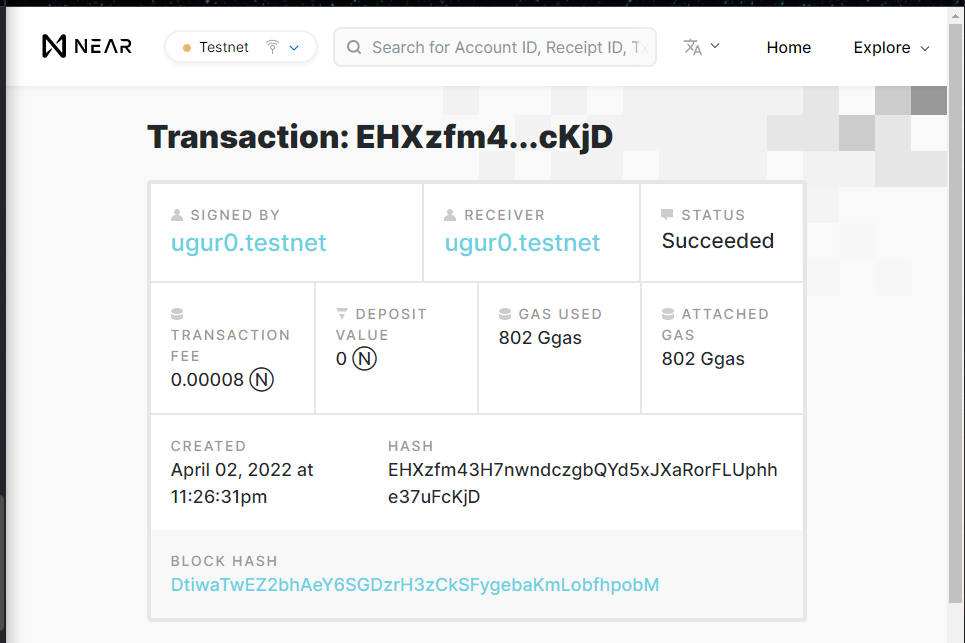 NEAR Testnet Search for Account ID, Receipt ID, Tx Home Explore
Transaction: EHXzfm4...cKjD
SIGNED BY
ugur0.testnet
RECEIVER
ugur0.testnet
STATUS
Succeeded
TRANSACTION
FEE
0.00008 N
DEPOSIT
VALUE
0 N
GAS USED
802 Ggas
ATTACHED
GAS
802 Ggas
CREATED
April 02, 2022 at
11:26:31pm
HASH
EHXzfm43H7nwndczgbQYd5xJXaRorFLUphh
e37uFcKjD
BLOCK HASH
DtiwaTwEZ2bhAeY6SGDzrH3zCkSFygebaKmLobfhpobM